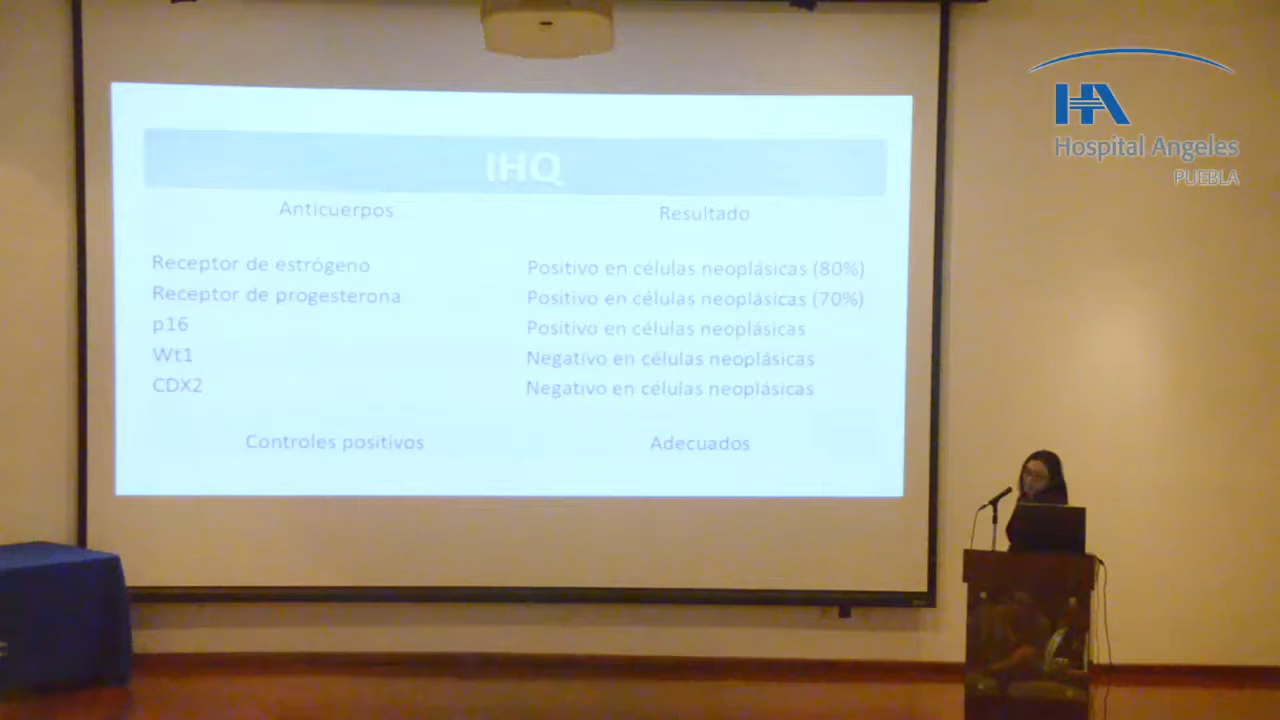 IHQ
Anticuerpos Resultado
Receptor de estrógeno Positivo en células neoplásicas (80%)
Receptor de progesterona Positivo en células neoplásicas (70%)
p16 Positivo en células neoplásicas
Wt1 Negativo en células neoplásicas
CDX2 Negativo en células neoplásicas
Controles positivos Adecuados
HA
Hospital Angeles
PUEBLA